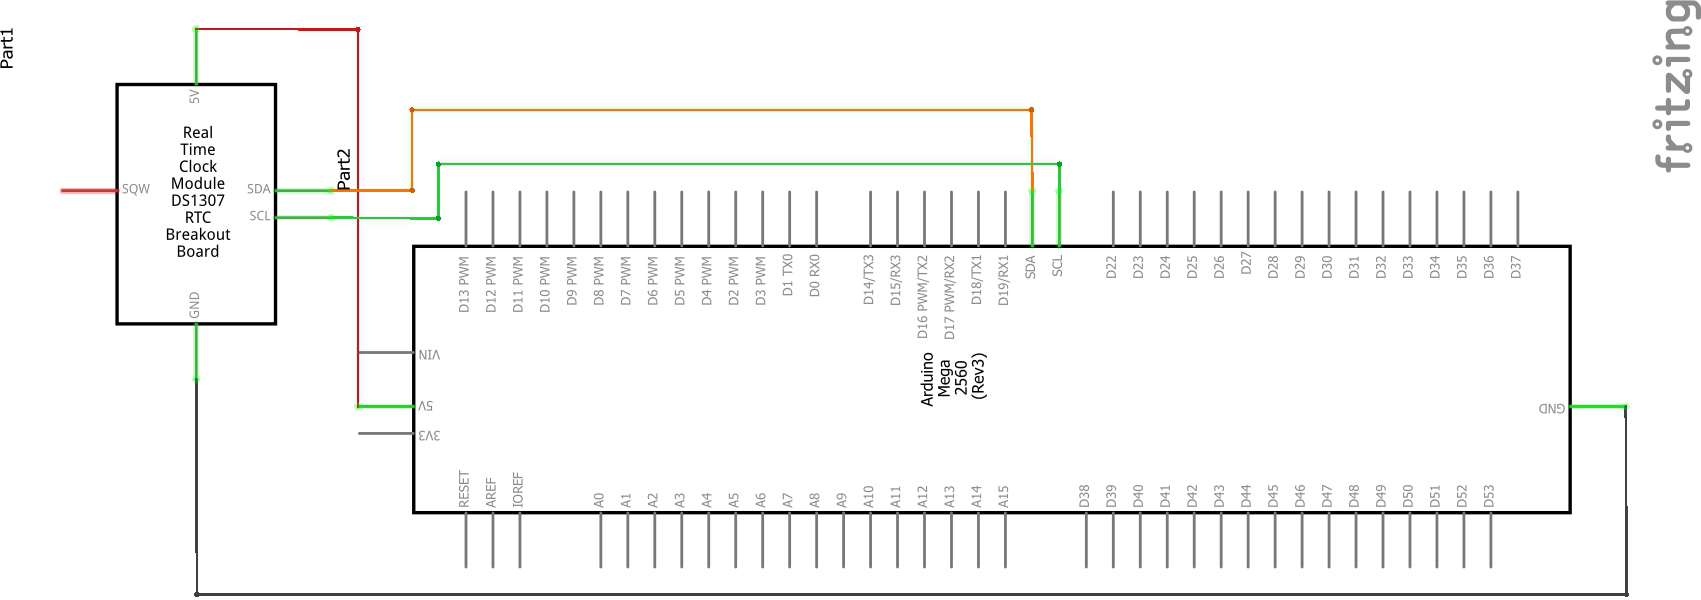 Part1
fritzing
5V
Real
Time
Clock
Module
DS1307
RTC
Breakout
Board
SQW
SDA
SCL
GND
Part2
D13 PWM
D12 PWM
D11 PWM
D10 PWM
D9 PWM
D8 PWM
D7 PWM
D6 PWM
D5 PWM
D4 PWM
D2 PWM
D3 PWM
D1 TX0
D0 RX0
D14/TX3
D15/RX3
D16 PWM/TX2
D17 PWM/RX2
D18/TX1
D19/RX1
SDA
SCL
D22
D23
D24
D25
D26
D27
D28
D29
D30
D31
D32
D33
D34
D35
D36
D37
VIN
5V
3V3
Arduino
Mega
2560
(Rev3)
GND
RESET
AREF
IOREF
A0
A1
A2
A3
A4
A5
A6
A7
A8
A9
A10
A11
A12
A13
A14
A15
D38
D39
D40
D41
D42
D43
D44
D45
D46
D47
D48
D49
D50
D51
D52
D53